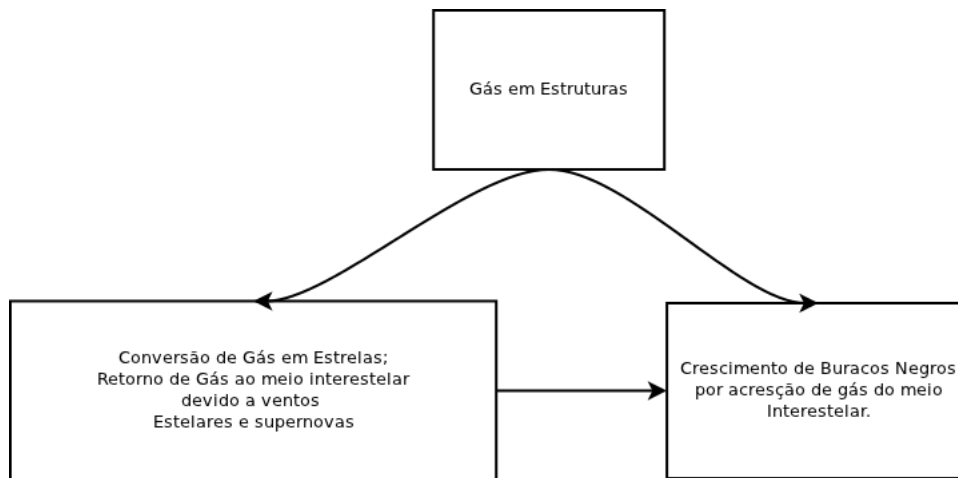 Gás em Estruturas
Conversão de Gás em Estrelas;
Retorno de Gás ao meio interestelar
devido a ventos
Estelares e supernovas
Crescimento de Buracos Negros
por acresção de gás do meio
Interestelar.